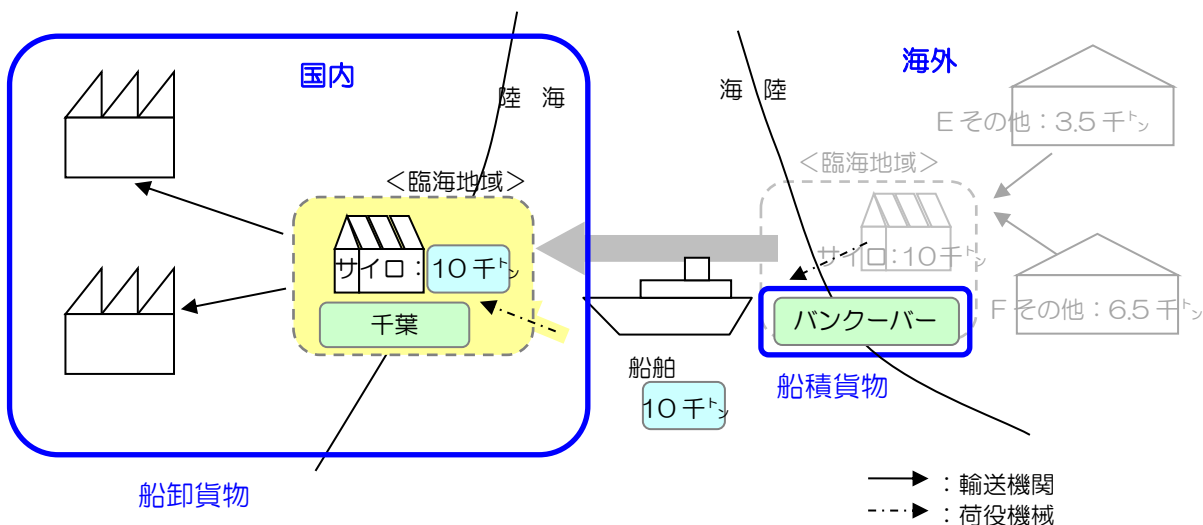 国内
海外
陸 海
海 陸
Eその他：3.5千㌧
＜臨海地域＞
＜臨海地域＞
サイロ：10千㌧
サイロ：10千㌧
Fその他：6.5千㌧
千葉
バンクーバー
船舶
10千㌧
船積貨物
船卸貨物
：輸送機関
：荷役機械